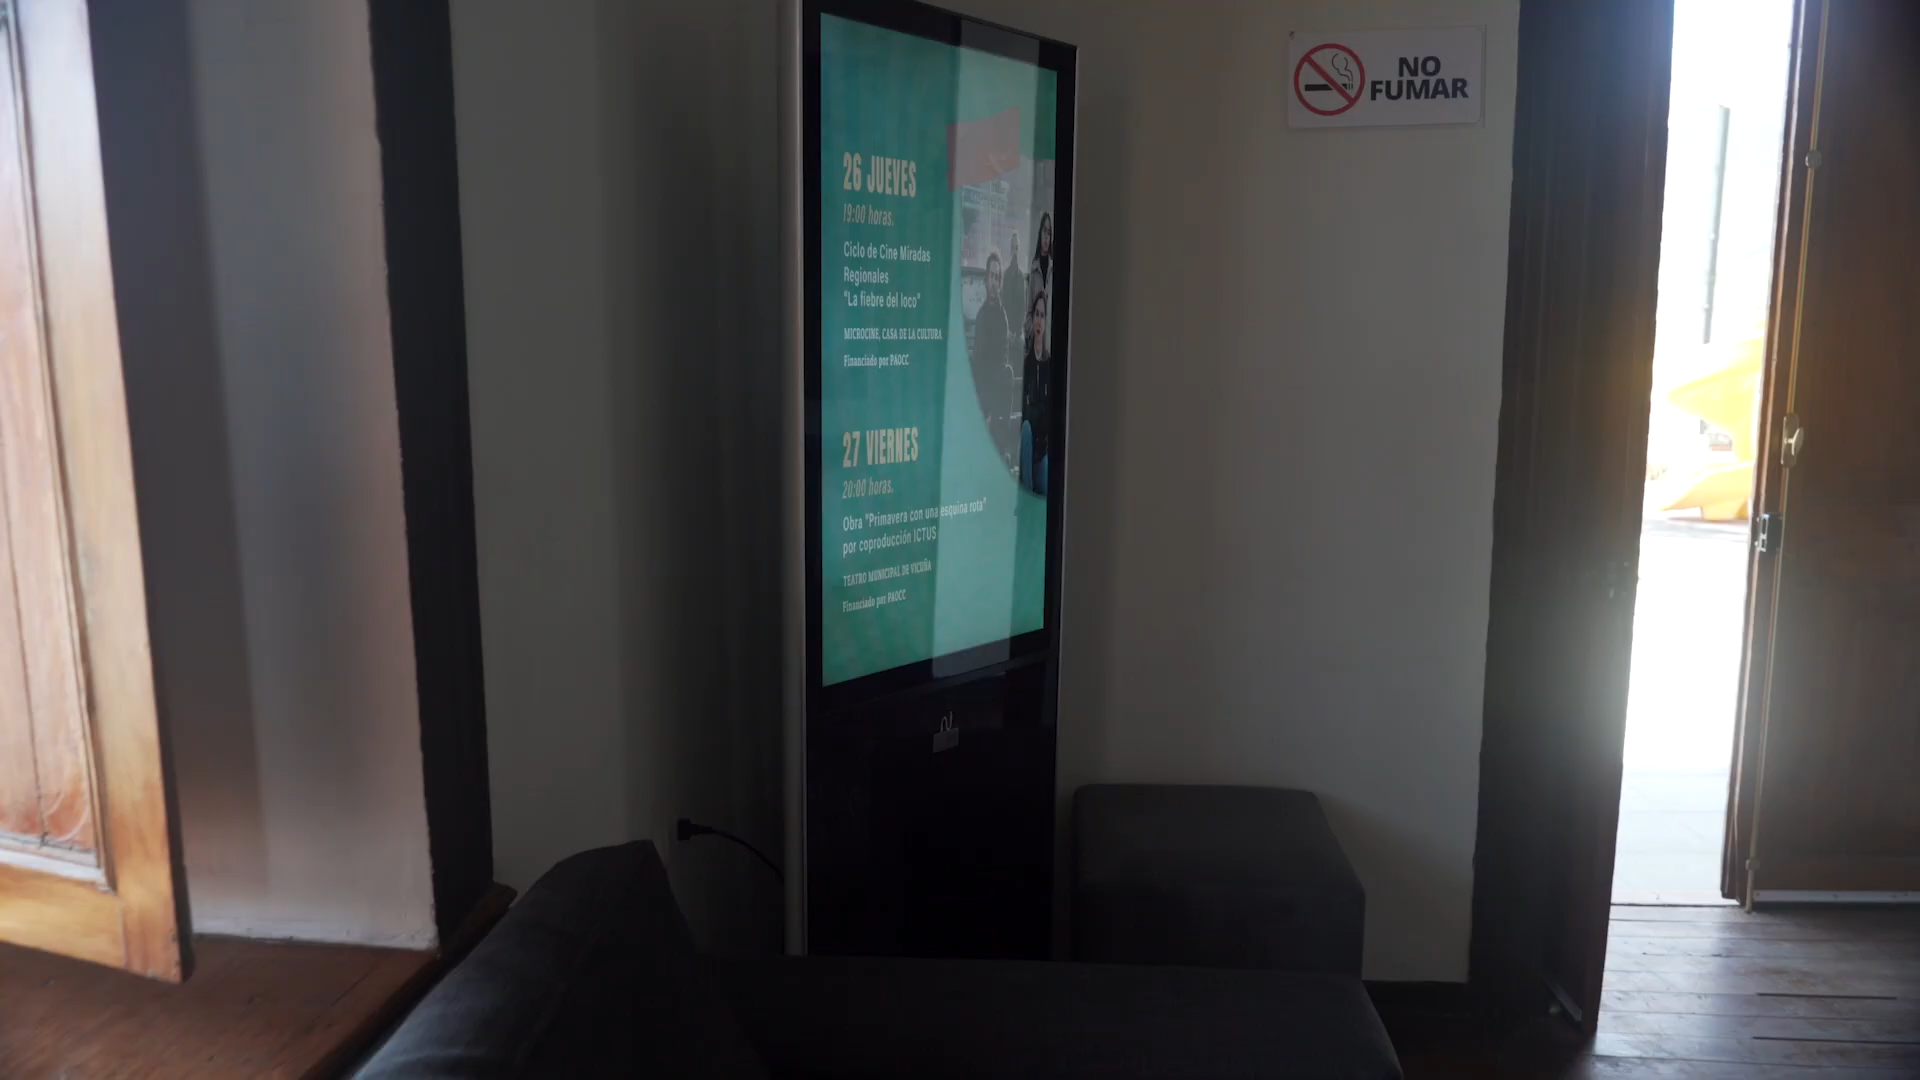 26 JUEVES
19:00 horas.
Ciclo de Cine Miradas
Regionales
"La fiebre del loco"
MICROCINE, CASA DE LA CULTURA
Financiado por PAOCC
27 VIERNES
20:00 horas.
Obra "Primavera con una esquina rota"
por coproducción ICTUS
TEATRO MUNICIPAL DE VICUÑA
Financiado por PAOCC
NO
FUMAR